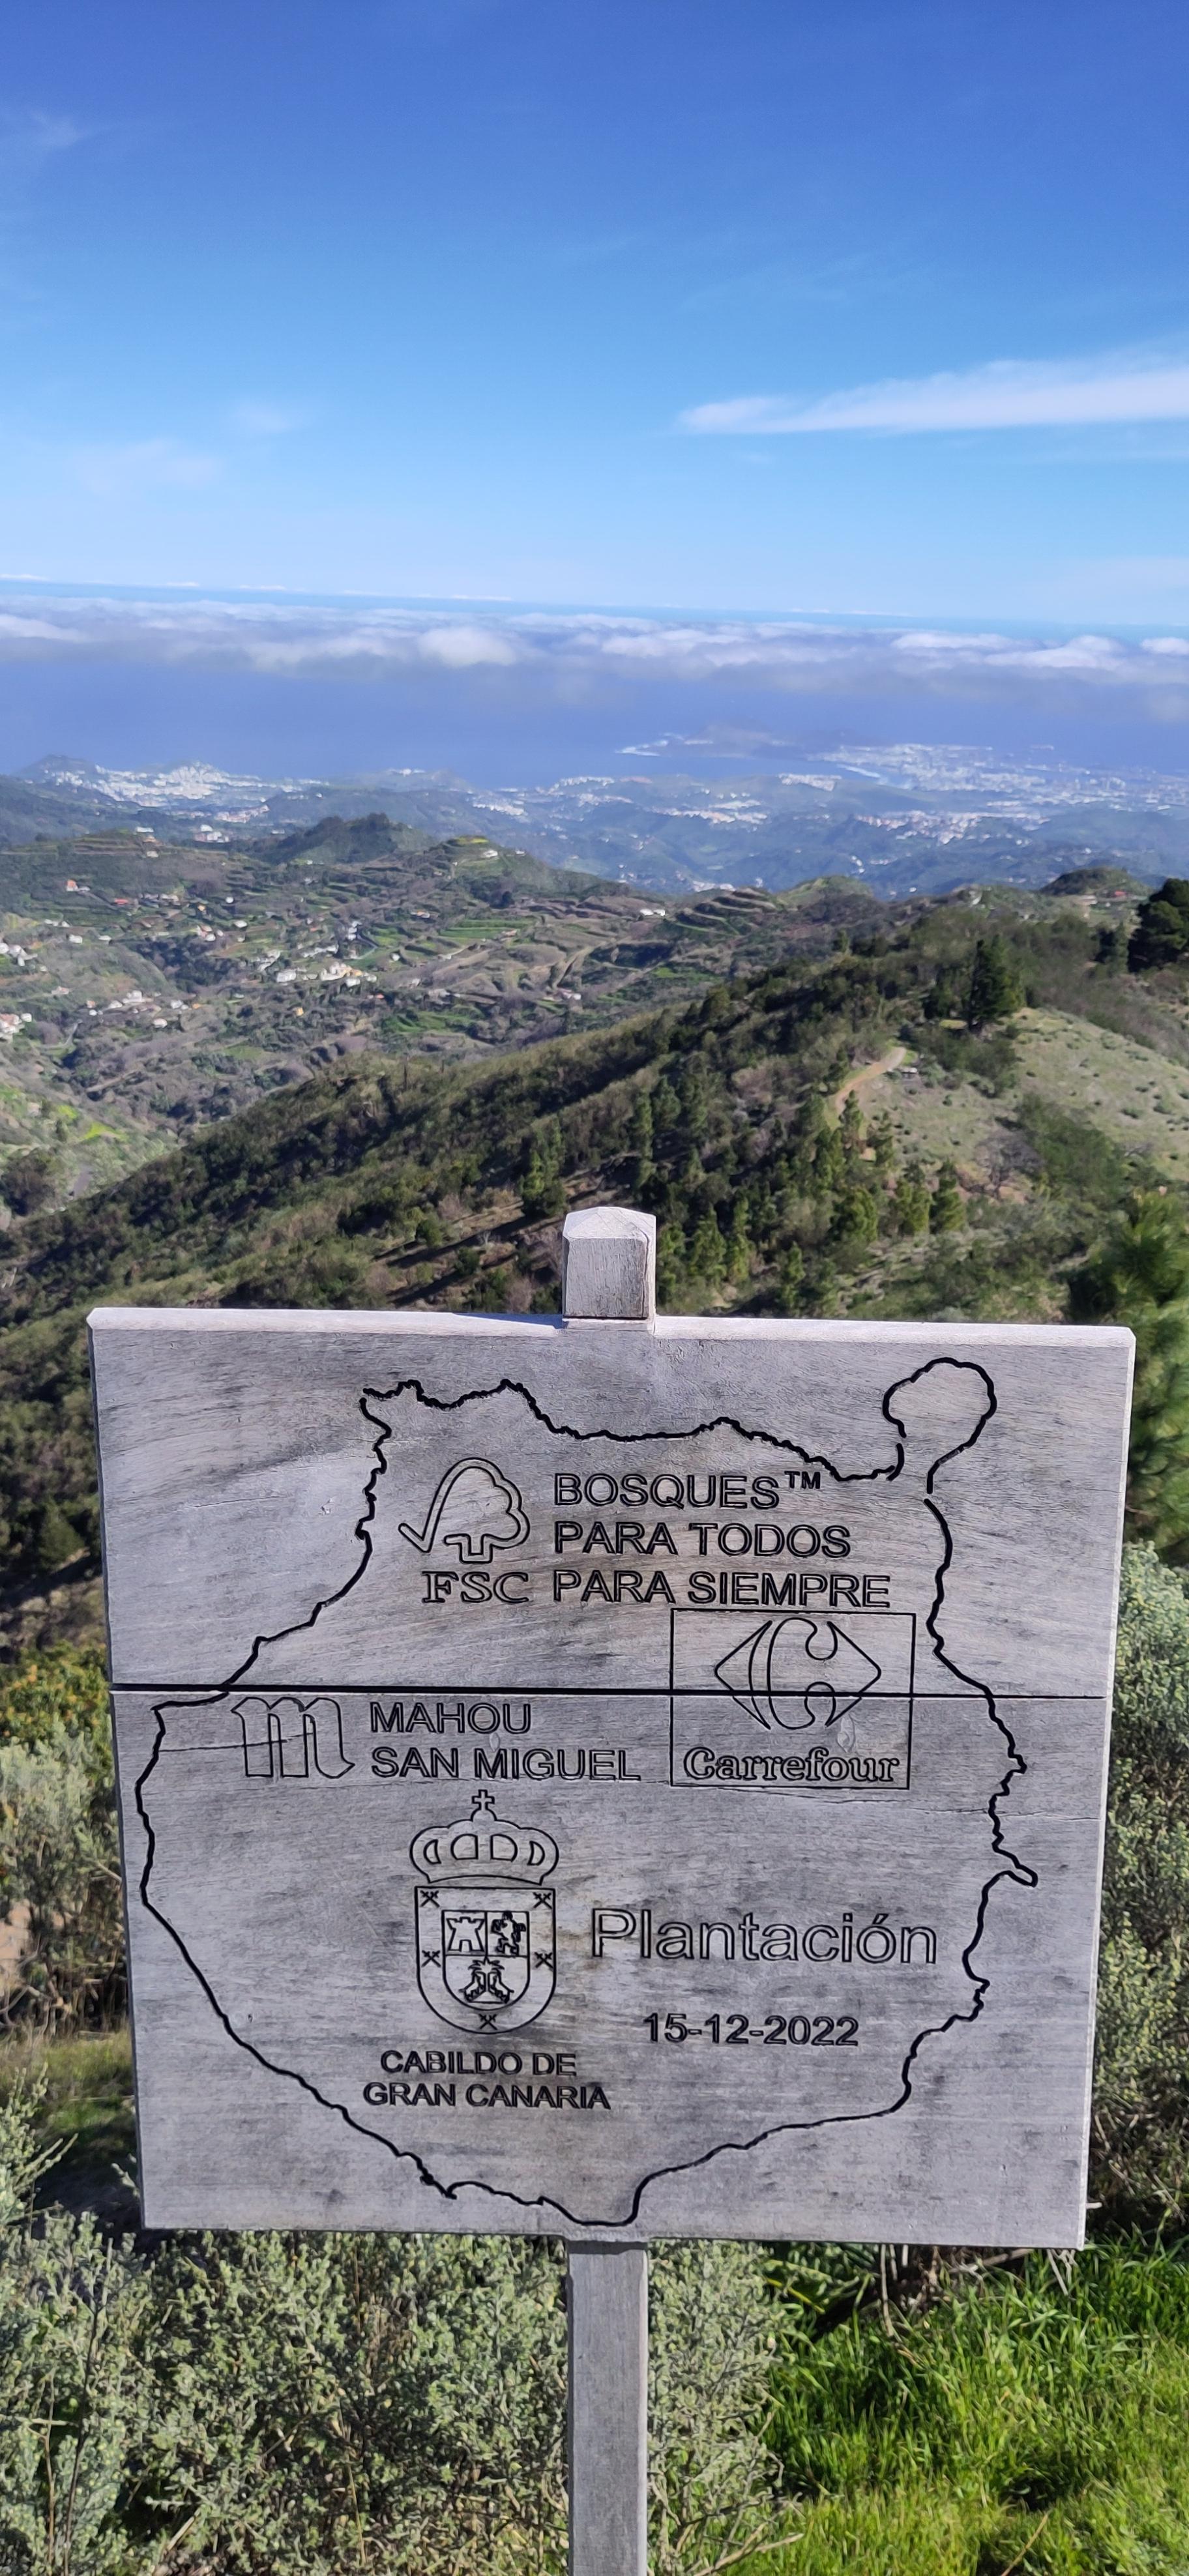 BOSQUES™
PARA TODOS
FSC PARA SIEMPRE
MAHOU
SAN MIGUEL
Carrefour
Plantación
15-12-2022
CABILDO DE
GRAN CANARIA